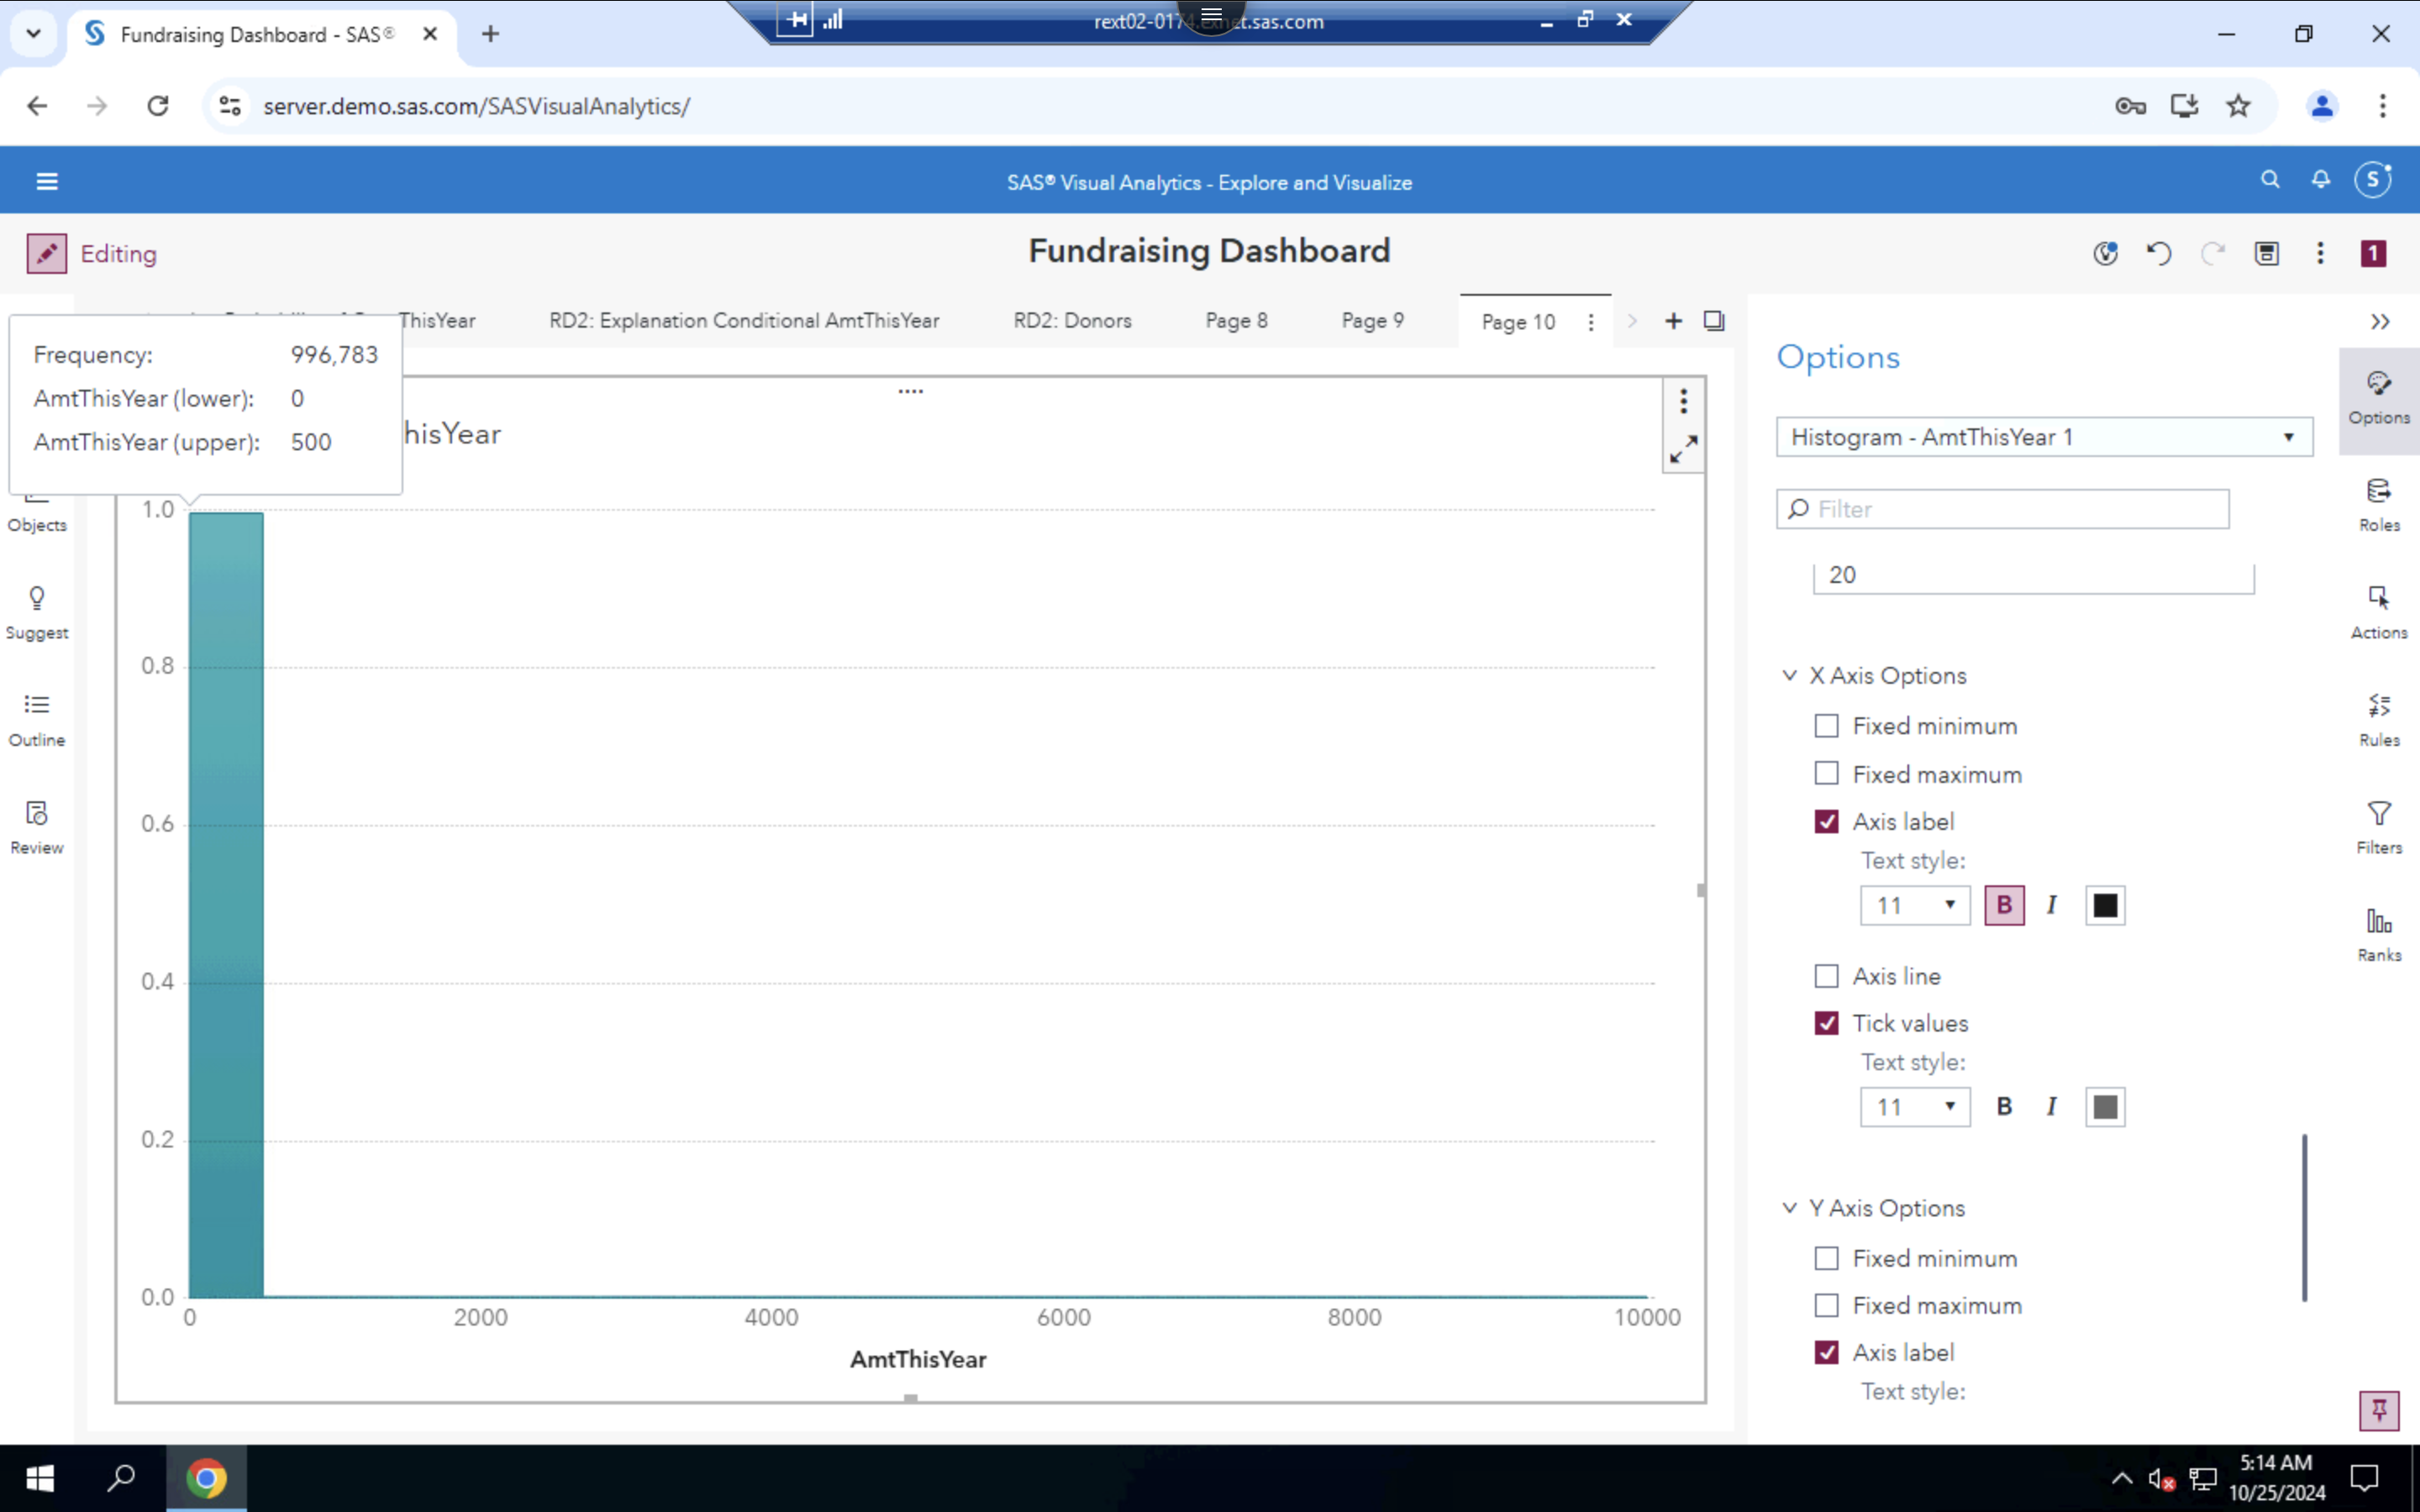 Fundraising Dashboard - SAS®
rext02-0174.exnet.sas.com
server.demo.sas.com/SASVisualAnalytics/
SAS® Visual Analytics - Explore and Visualize
S
Editing
Fundraising Dashboard
1
ThisYear
RD2: Explanation Conditional AmtThisYear
RD2: Donors
Page 8
Page 9
Page 10
Frequency: 996,783
AmtThisYear (lower): 0
AmtThisYear (upper): 500
hisYear
Objects
Suggest
Outline
Review
1.0
0.8
0.6
0.4
0.2
0.0
0 2000 4000 6000 8000 10000
AmtThisYear
Options
Histogram - AmtThisYear 1
Filter
20
X Axis Options
Fixed minimum
Fixed maximum
Axis label
Text style:
11 B I
Axis line
Tick values
Text style:
11 B I
Y Axis Options
Fixed minimum
Fixed maximum
Axis label
Text style:
Options
Roles
Actions
Rules
Filters
Ranks
5:14 AM
10/25/2024